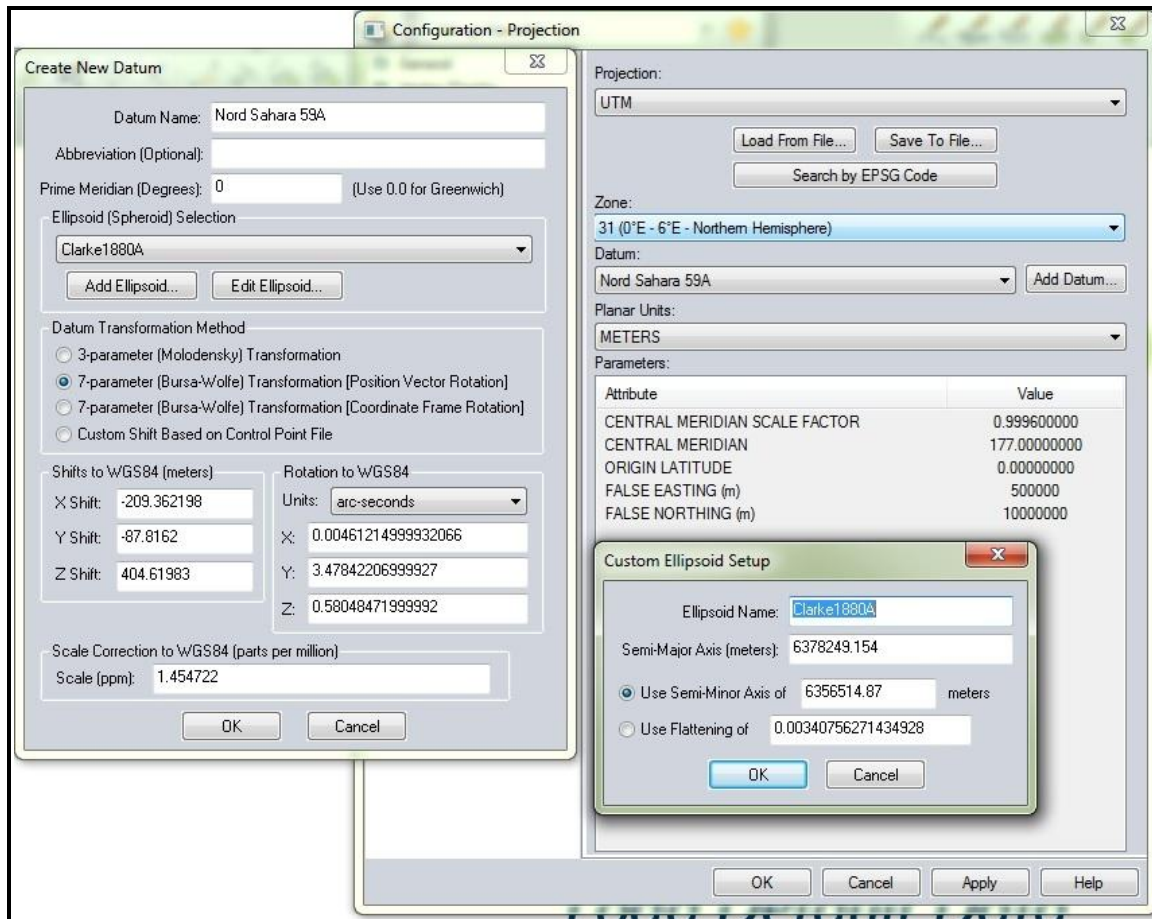 Configuration - Projection
Create New Datum
Datum Name: Nord Sahara 59A
Abbreviation (Optional):
Prime Meridian (Degrees): 0 (Use 0.0 for Greenwich)
Ellipsoid (Spheroid) Selection
Clarke1880A
Add Ellipsoid... Edit Ellipsoid...
Datum Transformation Method
3-parameter (Molodensky) Transformation
7-parameter (Bursa-Wolfe) Transformation [Position Vector Rotation]
7-parameter (Bursa-Wolfe) Transformation [Coordinate Frame Rotation]
Custom Shift Based on Control Point File
Shifts to WGS84 (meters)
X Shift: -209.362198
Y Shift: -87.8162
Z Shift: 404.61983
Rotation to WGS84
Units: arc-seconds
X: 0.00461214999932066
Y: 3.47842206999927
Z: 0.58048471999992
Scale Correction to WGS84 (parts per million)
Scale (ppm): 1.454722
OK Cancel
Projection:
UTM
Load From File... Save To File...
Search by EPSG Code
Zone:
31 (0°E - 6°E - Northern Hemisphere)
Datum:
Nord Sahara 59A Add Datum...
Planar Units:
METERS
Parameters:
Attribute Value
CENTRAL MERIDIAN SCALE FACTOR 0.999600000
CENTRAL MERIDIAN 177.00000000
ORIGIN LATITUDE 0.00000000
FALSE EASTING (m) 500000
FALSE NORTHING (m) 10000000
Custom Ellipsoid Setup
Ellipsoid Name: Clarke1880A
Semi-Major Axis (meters): 6378249.154
Use Semi-Minor Axis of 6356514.87 meters
Use Flattening of 0.00340756271434928
OK Cancel
OK Cancel Apply Help